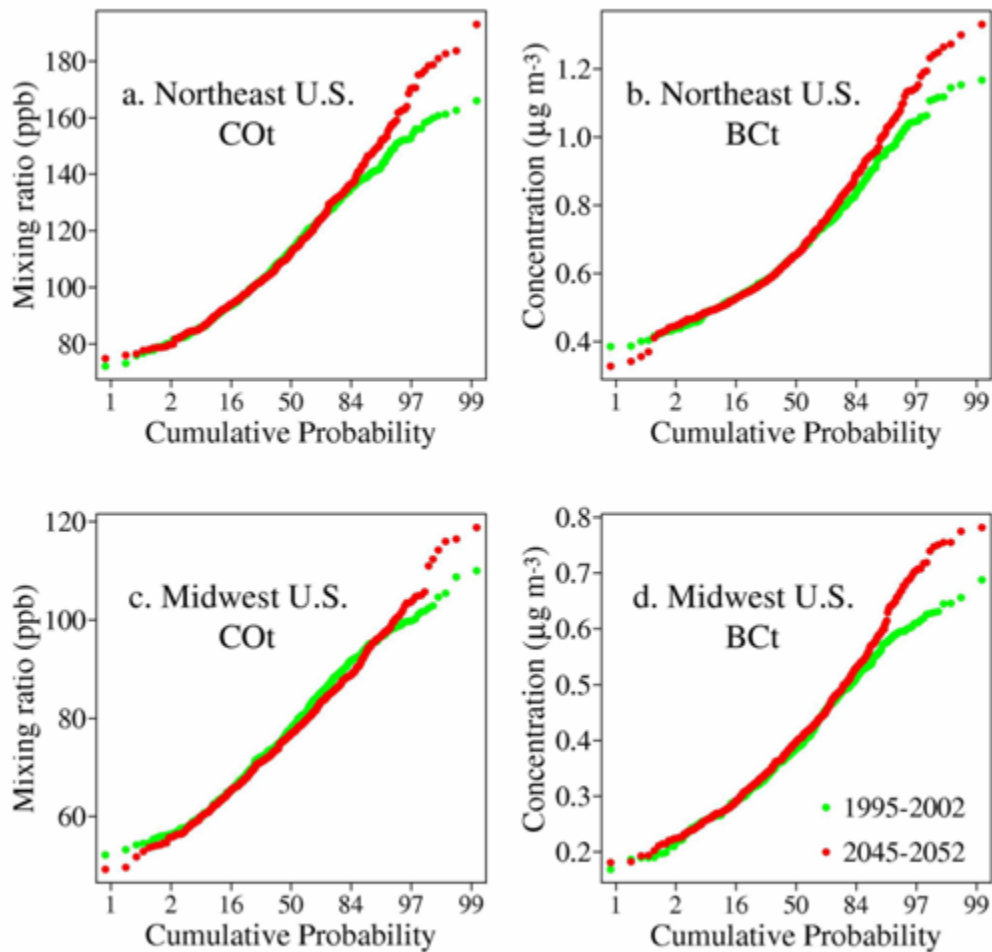 a. Northeast U.S.
COt
Mixing ratio (ppb)
180
160
140
120
100
80
1 2 16 50 84 97 99
Cumulative Probability
b. Northeast U.S.
BCt
Concentration (µg m-3)
1.2
1.0
0.8
0.6
0.4
1 2 16 50 84 97 99
Cumulative Probability
c. Midwest U.S.
COt
Mixing ratio (ppb)
120
100
80
60
1 2 16 50 84 97 99
Cumulative Probability
d. Midwest U.S.
BCt
Concentration (µg m-3)
0.8
0.7
0.6
0.5
0.4
0.3
0.2
1995-2002
2045-2052
1 2 16 50 84 97 99
Cumulative Probability